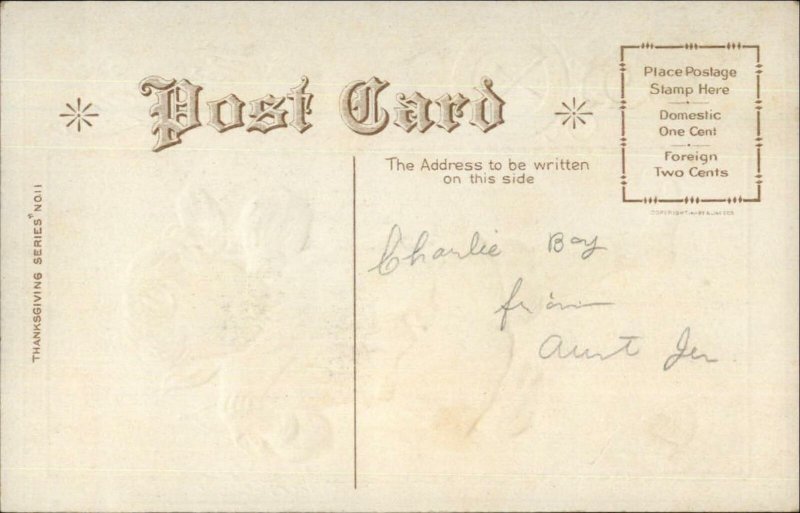 Post Card
Place Postage
Stamp Here
Domestic
One Cent
Foreign
Two Cents
COPYRIGHT
The Address to be written
on this side
THANKSGIVING SERIES" NO.11
Charlie Boy
from
Aunt Jen